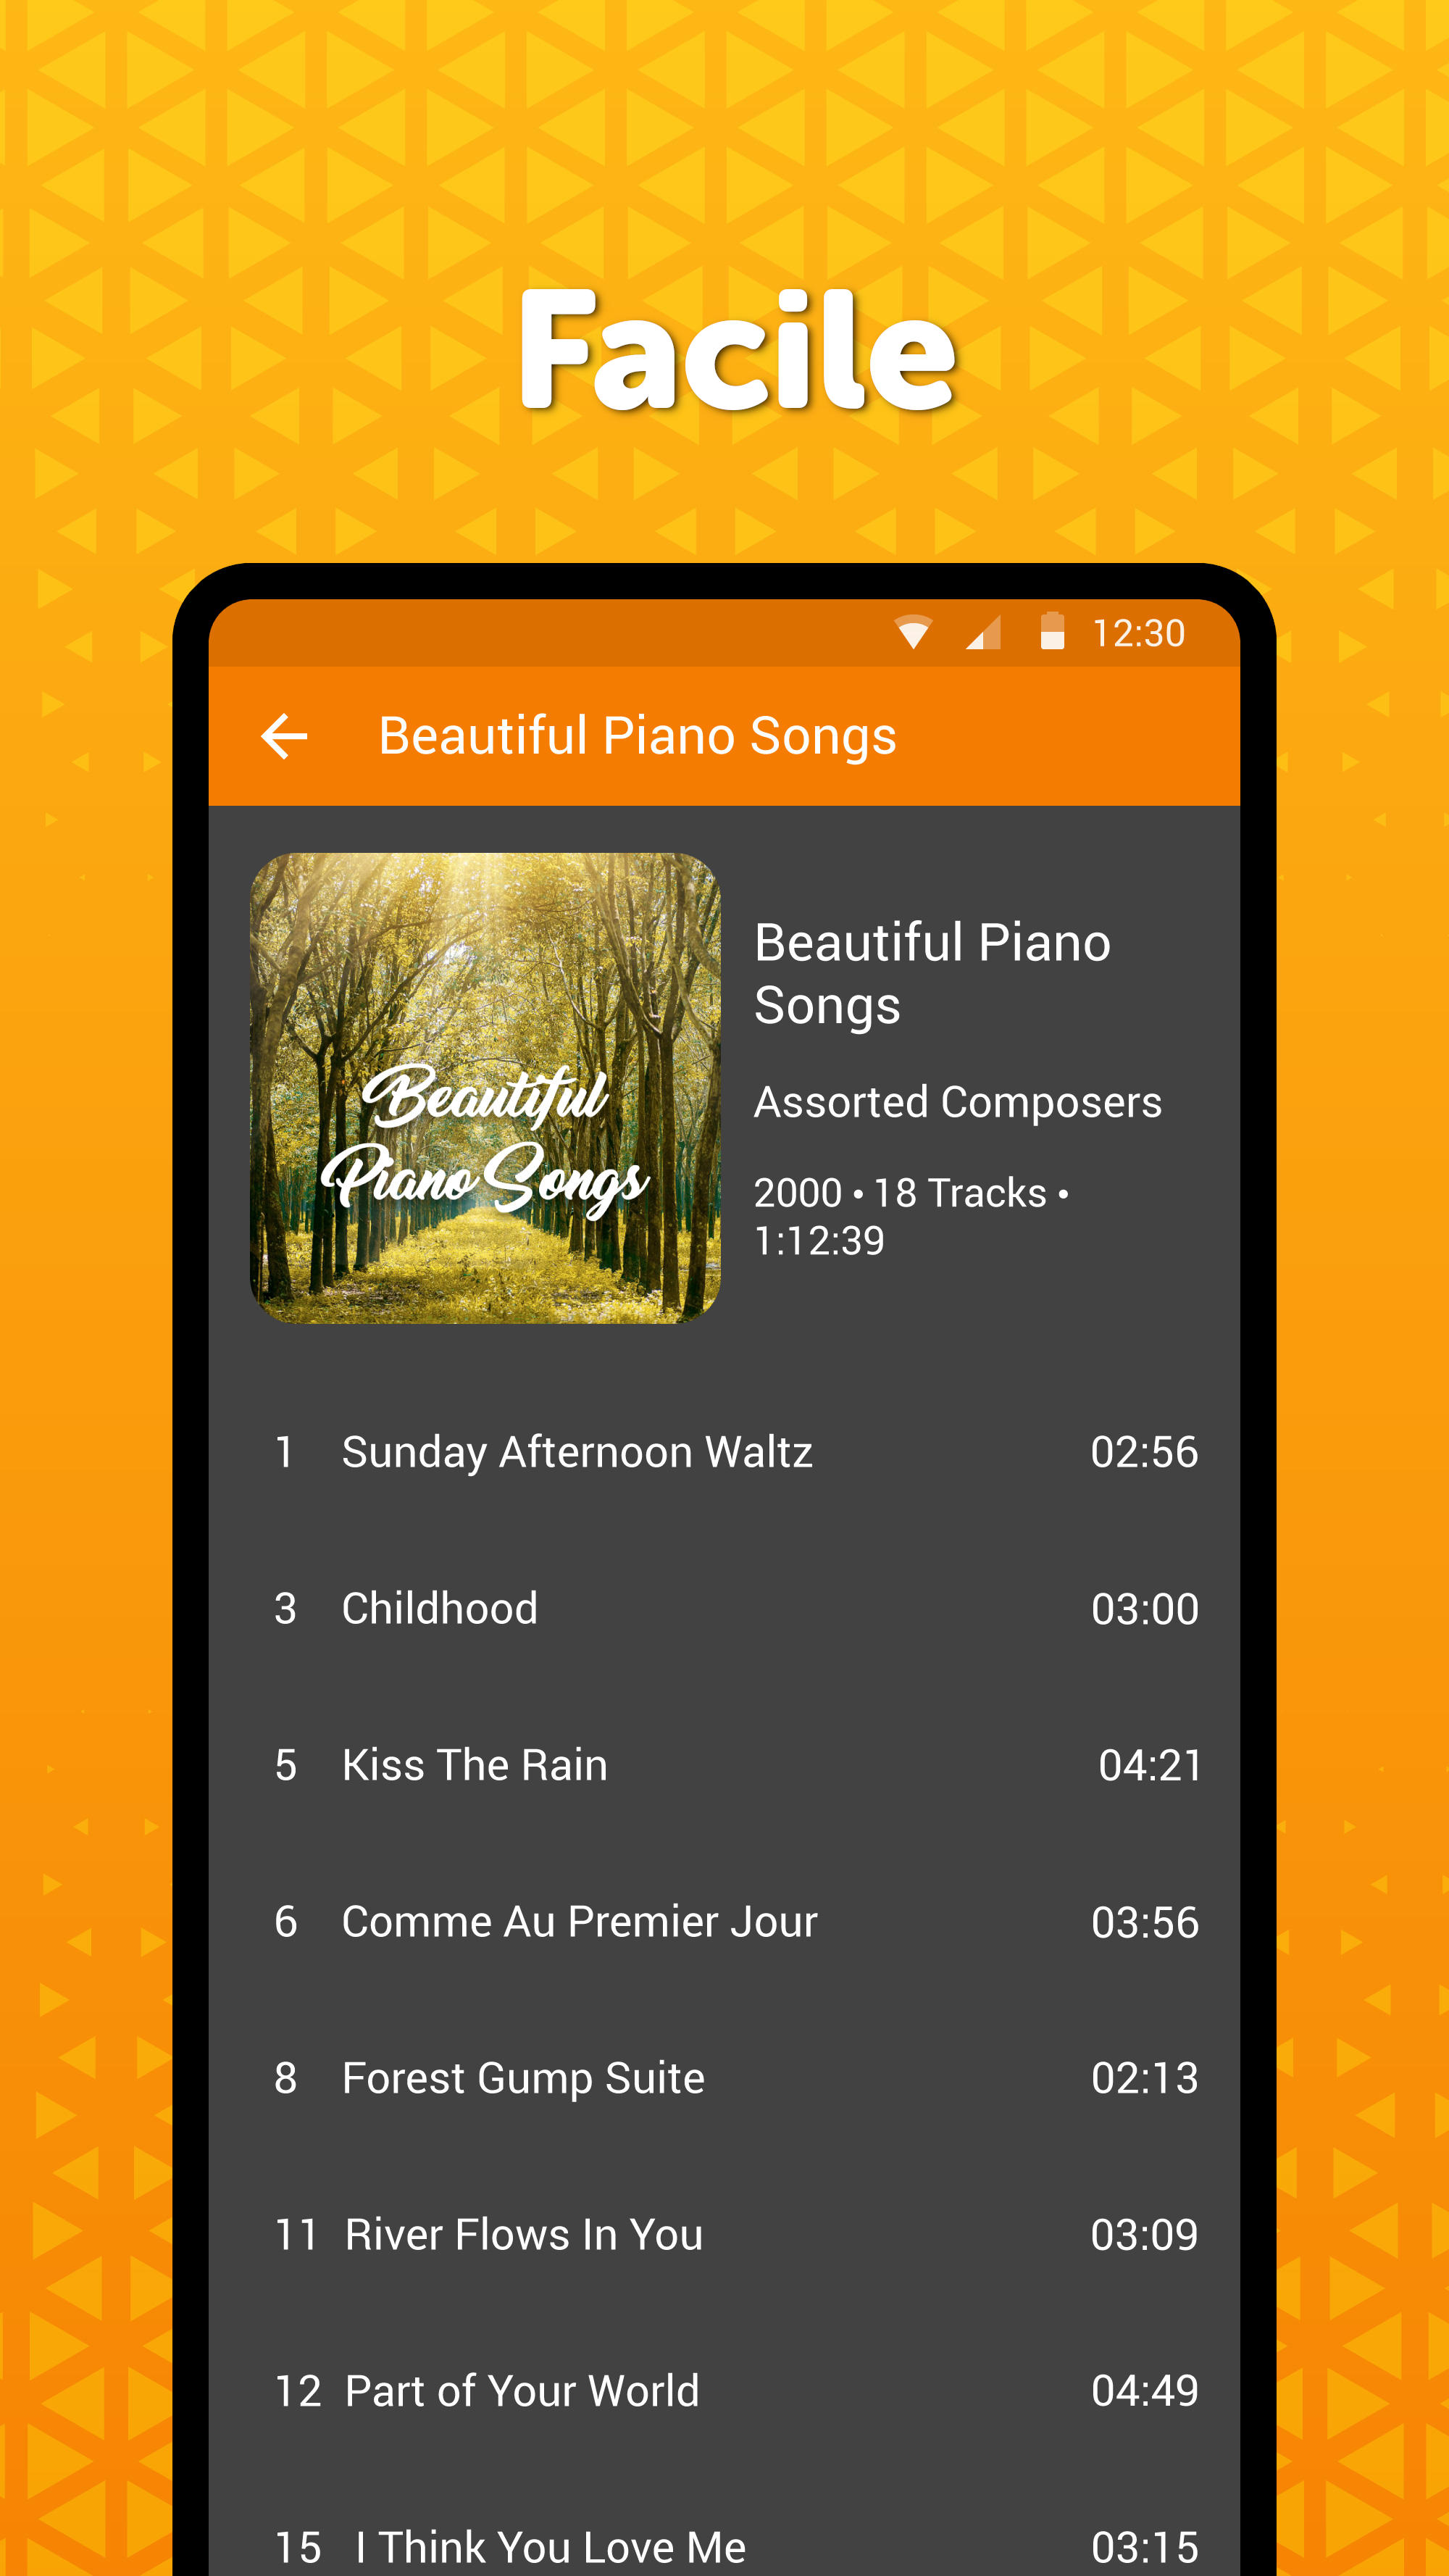 Facile
12:30
Beautiful Piano Songs
Beautiful
Piano Songs
Beautiful Piano
Songs
Assorted Composers
2000 • 18 Tracks •
1:12:39
1 Sunday Afternoon Waltz 02:56
3 Childhood 03:00
5 Kiss The Rain 04:21
6 Comme Au Premier Jour 03:56
8 Forest Gump Suite 02:13
11 River Flows In You 03:09
12 Part of Your World 04:49
15 I Think You Love Me 03:15